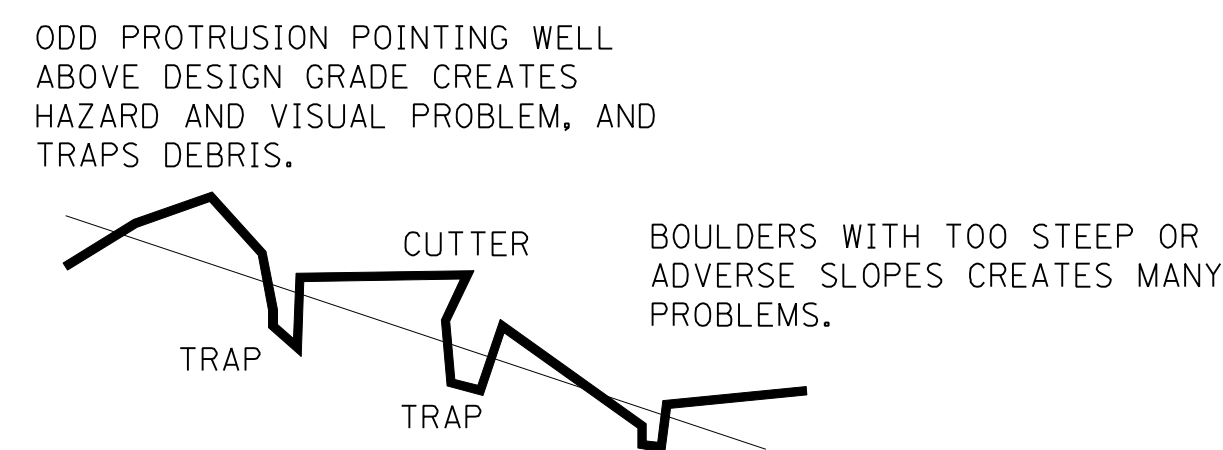 ODD PROTRUSION POINTING WELL
ABOVE DESIGN GRADE CREATES
HAZARD AND VISUAL PROBLEM, AND
TRAPS DEBRIS.
CUTTER
BOULDERS WITH TOO STEEP OR
ADVERSE SLOPES CREATES MANY
PROBLEMS.
TRAP
TRAP